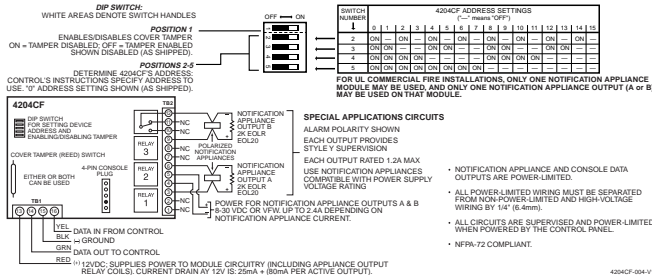 DIP SWITCH:
WHITE AREAS DENOTE SWITCH HANDLES
POSITION 1
ENABLES/DISABLES COVER TAMPER
ON = TAMPER DISABLED; OFF = TAMPER ENABLED
SHOWN DISABLED (AS SHIPPED).
POSITIONS 2-5
DETERMINE 4204CF'S ADDRESS:
CONTROL'S INSTRUCTIONS SPECIFY ADDRESS TO
USE. "0" ADDRESS SETTING SHOWN (AS SHIPPED).
OFF ON
SWITCH NUMBER
4204CF ADDRESS SETTINGS
("—" means "OFF")
0 1 2 3 4 5 6 7 8 9 10 11 12 13 14 15
2 — ON — ON — ON — ON — ON — ON — ON — ON
3 ON ON — — ON ON — — ON ON — — ON ON — —
4 ON ON ON ON — — — — ON ON ON ON — — — —
5 ON ON ON ON ON ON ON ON — — — — — — — —
FOR UL COMMERCIAL FIRE INSTALLATIONS, ONLY ONE NOTIFICATION APPLIANCE
MODULE MAY BE USED, AND ONLY ONE NOTIFICATION APPLIANCE OUTPUT (A or B)
MAY BE USED ON THAT MODULE.
4204CF
DIP SWITCH
FOR SETTING DEVICE
ADDRESS AND
ENABLING/DISABLING TAMPER
COVER TAMPER (REED) SWITCH
EITHER OR BOTH
CAN BE USED
4-PIN CONSOLE
PLUG
RELAY
3
RELAY
2
RELAY
1
TB2
NC
NC
NC
NC
NC
TB1
13 14 15 16
NOTIFICATION
APPLIANCE
OUTPUT B
2K EOLR
EOL20
POLARIZED
NOTIFICATION
APPLIANCES
NOTIFICATION
APPLIANCE
OUTPUT A
2K EOLR
EOL20
POWER FOR NOTIFICATION APPLIANCE OUTPUTS A & B
8-30 VDC OR VFW. UP TO 2.4A DEPENDING ON
NOTIFICATION APPLIANCE CURRENT.
SPECIAL APPLICATIONS CIRCUITS
ALARM POLARITY SHOWN
EACH OUTPUT PROVIDES
STYLE Y SUPERVISION
EACH OUTPUT RATED 1.2A MAX
USE NOTIFICATION APPLIANCES
COMPATIBLE WITH POWER SUPPLY
VOLTAGE RATING
• NOTIFICATION APPLIANCE AND CONSOLE DATA
OUTPUTS ARE POWER-LIMITED.
• ALL POWER-LIMITED WIRING MUST BE SEPARATED
FROM NON-POWER-LIMITED AND HIGH-VOLTAGE
WIRING BY 1/4" (6.4mm).
• ALL CIRCUITS ARE SUPERVISED AND POWER-LIMITED
WHEN POWERED BY THE CONTROL PANEL.
• NFPA-72 COMPLIANT.
YEL DATA IN FROM CONTROL
BLK (-) GROUND
GRN DATA OUT TO CONTROL
RED (+) 12VDC; SUPPLIES POWER TO MODULE CIRCUITRY (INCLUDING APPLIANCE OUTPUT
RELAY COILS). CURRENT DRAIN AY 12V IS: 25mA + (80mA PER ACTIVE OUTPUT).
4204CF-004-V